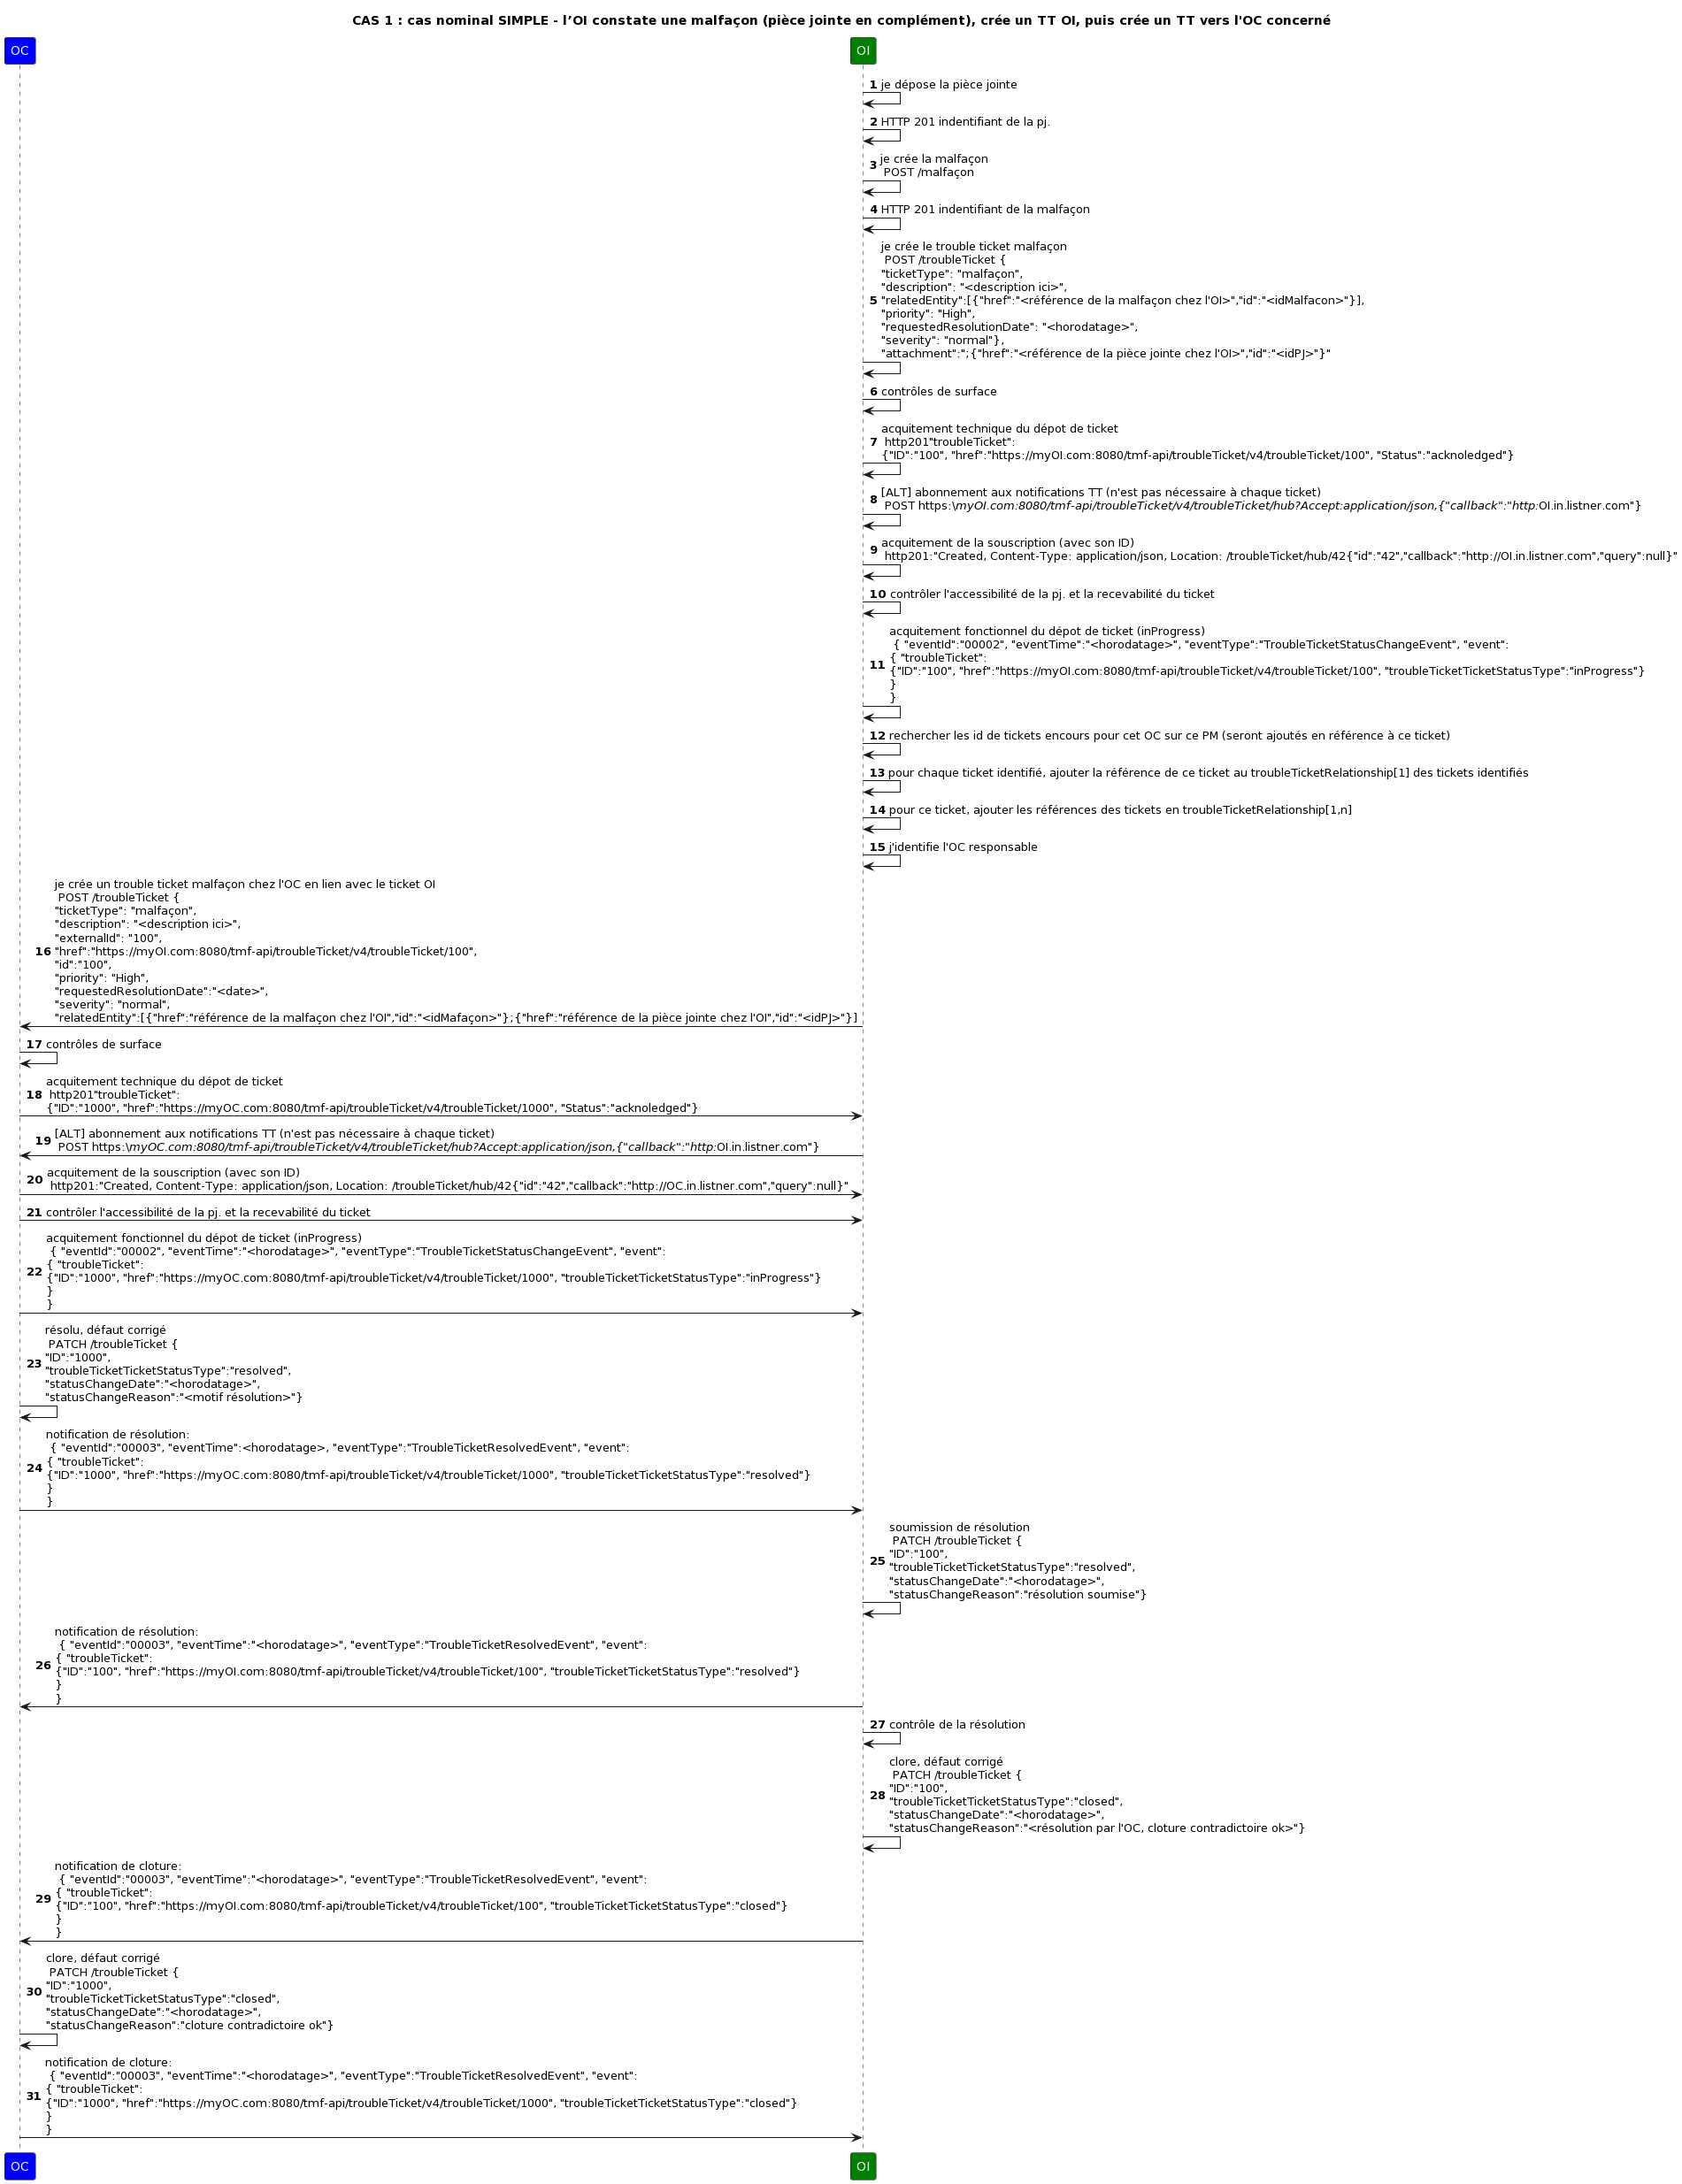 CAS 1 : cas nominal SIMPLE - l’OI constate une malfaçon (pièce jointe en complément), crée un TT OI, puis crée un TT vers l'OC concerné
OC
OI
1 je dépose la pièce jointe
2 HTTP 201 indentifiant de la pj.
3 je crée la malfaçon
POST /malfaçon
4 HTTP 201 indentifiant de la malfaçon
je crée le trouble ticket malfaçon
POST /troubleTicket {
"ticketType": "malfaçon",
"description": "<description ici>",
5 "relatedEntity":[{"href":"<référence de la malfaçon chez l'OI>","id":"<idMalfacon>"}],
"priority": "High",
"requestedResolutionDate": "<horodatage>",
"severity": "normal"},
"attachment":";{"href":"<référence de la pièce jointe chez l'OI>","id":"<idPJ>"}"
6 contrôles de surface
acquitement technique du dépot de ticket
7 http201"troubleTicket":
{"ID":"100", "href":"https://myOI.com:8080/tmf-api/troubleTicket/v4/troubleTicket/100", "Status":"acknoledged"}
8 [ALT] abonnement aux notifications TT (n'est pas nécessaire à chaque ticket)
POST https:\myOI.com:8080/tmf-api/troubleTicket/v4/troubleTicket/hub?Accept:application/json,{"callback":"http:OI.in.listner.com"}
9 acquitement de la souscription (avec son ID)
http201:"Created, Content-Type: application/json, Location: /troubleTicket/hub/42{"id":"42","callback":"http://OI.in.listner.com","query":null}"
10 contrôler l'accessibilité de la pj. et la recevabilité du ticket
acquitement fonctionnel du dépot de ticket (inProgress)
{ "eventId":"00002", "eventTime":"<horodatage>", "eventType":"TroubleTicketStatusChangeEvent", "event":
11 { "troubleTicket":
{"ID":"100", "href":"https://myOI.com:8080/tmf-api/troubleTicket/v4/troubleTicket/100", "troubleTicketTicketStatusType":"inProgress"}
}
}
12 rechercher les id de tickets encours pour cet OC sur ce PM (seront ajoutés en référence à ce ticket)
13 pour chaque ticket identifié, ajouter la référence de ce ticket au troubleTicketRelationship[1] des tickets identifiés
14 pour ce ticket, ajouter les références des tickets en troubleTicketRelationship[1,n]
15 j'identifie l'OC responsable
je crée un trouble ticket malfaçon chez l'OC en lien avec le ticket OI
POST /troubleTicket {
"ticketType": "malfaçon",
"description": "<description ici>",
"externalId": "100",
16 "href":"https://myOI.com:8080/tmf-api/troubleTicket/v4/troubleTicket/100",
"id":"100",
"priority": "High",
"requestedResolutionDate":"<date>",
"severity": "normal",
"relatedEntity":[{"href":"référence de la malfaçon chez l'OI","id":"<idMafaçon>"};{"href":"référence de la pièce jointe chez l'OI","id":"<idPJ>"}]
17 contrôles de surface
acquitement technique du dépot de ticket
18 http201"troubleTicket":
{"ID":"1000", "href":"https://myOC.com:8080/tmf-api/troubleTicket/v4/troubleTicket/1000", "Status":"acknoledged"}
19 [ALT] abonnement aux notifications TT (n'est pas nécessaire à chaque ticket)
POST https:\myOC.com:8080/tmf-api/troubleTicket/v4/troubleTicket/hub?Accept:application/json,{"callback":"http:OI.in.listner.com"}
20 acquitement de la souscription (avec son ID)
http201:"Created, Content-Type: application/json, Location: /troubleTicket/hub/42{"id":"42","callback":"http://OC.in.listner.com","query":null}"
21 contrôler l'accessibilité de la pj. et la recevabilité du ticket
acquitement fonctionnel du dépot de ticket (inProgress)
{ "eventId":"00002", "eventTime":"<horodatage>", "eventType":"TroubleTicketStatusChangeEvent", "event":
22 { "troubleTicket":
{"ID":"1000", "href":"https://myOC.com:8080/tmf-api/troubleTicket/v4/troubleTicket/1000", "troubleTicketTicketStatusType":"inProgress"}
}
}
résolu, défaut corrigé
PATCH /troubleTicket {
23 "ID":"1000",
"troubleTicketTicketStatusType":"resolved",
"statusChangeDate":"<horodatage>",
"statusChangeReason":"<motif résolution>"}
notification de résolution:
{ "eventId":"00003", "eventTime":<horodatage>, "eventType":"TroubleTicketResolvedEvent", "event":
24 { "troubleTicket":
{"ID":"1000", "href":"https://myOC.com:8080/tmf-api/troubleTicket/v4/troubleTicket/1000", "troubleTicketTicketStatusType":"resolved"}
}
}
soumission de résolution
PATCH /troubleTicket {
25 "ID":"100",
"troubleTicketTicketStatusType":"resolved",
"statusChangeDate":"<horodatage>",
"statusChangeReason":"résolution soumise"}
notification de résolution:
{ "eventId":"00003", "eventTime":"<horodatage>", "eventType":"TroubleTicketResolvedEvent", "event":
26 { "troubleTicket":
{"ID":"100", "href":"https://myOI.com:8080/tmf-api/troubleTicket/v4/troubleTicket/100", "troubleTicketTicketStatusType":"resolved"}
}
}
27 contrôle de la résolution
clore, défaut corrigé
PATCH /troubleTicket {
28 "ID":"100",
"troubleTicketTicketStatusType":"closed",
"statusChangeDate":"<horodatage>",
"statusChangeReason":"<résolution par l'OC, cloture contradictoire ok>"}
notification de cloture:
{ "eventId":"00003", "eventTime":"<horodatage>", "eventType":"TroubleTicketResolvedEvent", "event":
29 { "troubleTicket":
{"ID":"100", "href":"https://myOI.com:8080/tmf-api/troubleTicket/v4/troubleTicket/100", "troubleTicketTicketStatusType":"closed"}
}
}
clore, défaut corrigé
PATCH /troubleTicket {
30 "ID":"1000",
"troubleTicketTicketStatusType":"closed",
"statusChangeDate":"<horodatage>",
"statusChangeReason":"cloture contradictoire ok"}
notification de cloture:
{ "eventId":"00003", "eventTime":"<horodatage>", "eventType":"TroubleTicketResolvedEvent", "event":
31 { "troubleTicket":
{"ID":"1000", "href":"https://myOC.com:8080/tmf-api/troubleTicket/v4/troubleTicket/1000", "troubleTicketTicketStatusType":"closed"}
}
}
OC
OI